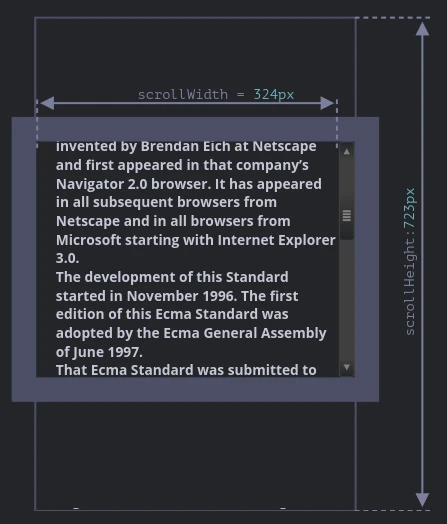 scrollWidth = 324px
invented by Brendan Eich at Netscape
and first appeared in that company’s
Navigator 2.0 browser. It has appeared
in all subsequent browsers from
Netscape and in all browsers from
Microsoft starting with Internet Explorer
3.0.
The development of this Standard
started in November 1996. The first
edition of this Ecma Standard was
adopted by the Ecma General Assembly
of June 1997.
That Ecma Standard was submitted to
scrollHeight:723px